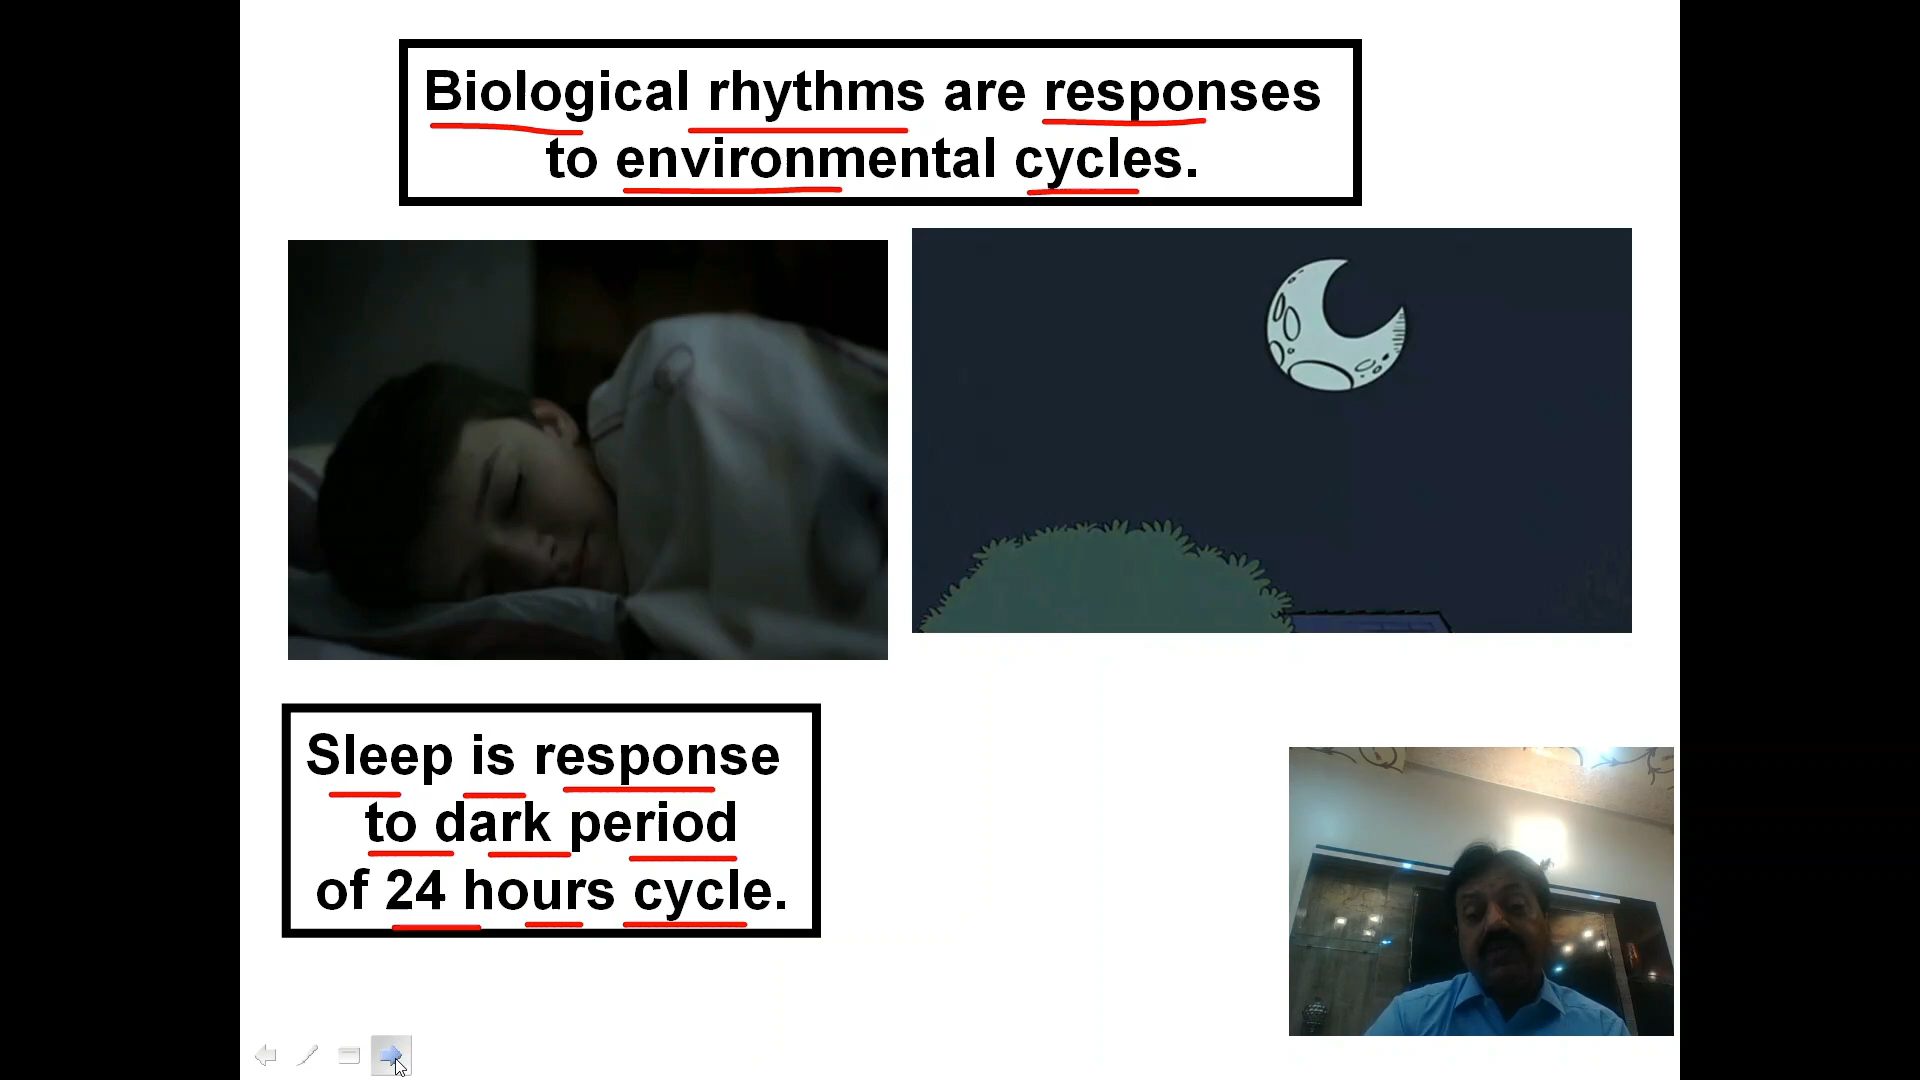 Biological rhythms are responses
to environmental cycles.
Sleep is response
to dark period
of 24 hours cycle.